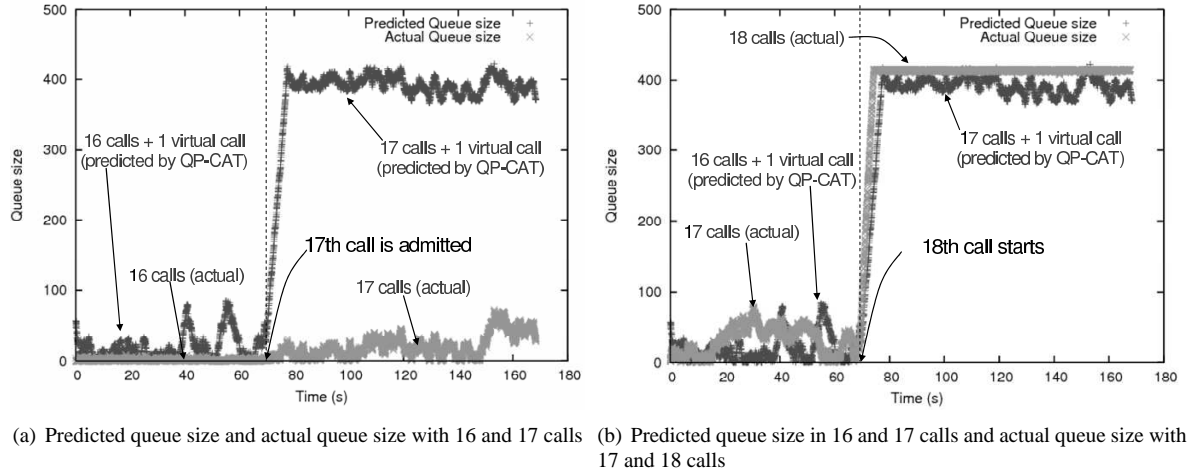 Predicted Queue size
Actual Queue size
500
400
300
200
100
0
Queue size
16 calls + 1 virtual call
(predicted by QP-CAT)
17 calls + 1 virtual call
(predicted by QP-CAT)
17th call is admitted
16 calls (actual)
17 calls (actual)
0 20 40 60 80 100 120 140 160 180
Time (s)
(a) Predicted queue size and actual queue size with 16 and 17 calls
Predicted Queue size
Actual Queue size
18 calls (actual)
500
400
300
200
100
0
Queue size
17 calls + 1 virtual call
(predicted by QP-CAT)
16 calls + 1 virtual call
(predicted by QP-CAT)
17 calls (actual)
18th call starts
0 20 40 60 80 100 120 140 160 180
Time (s)
(b) Predicted queue size in 16 and 17 calls and actual queue size with
17 and 18 calls